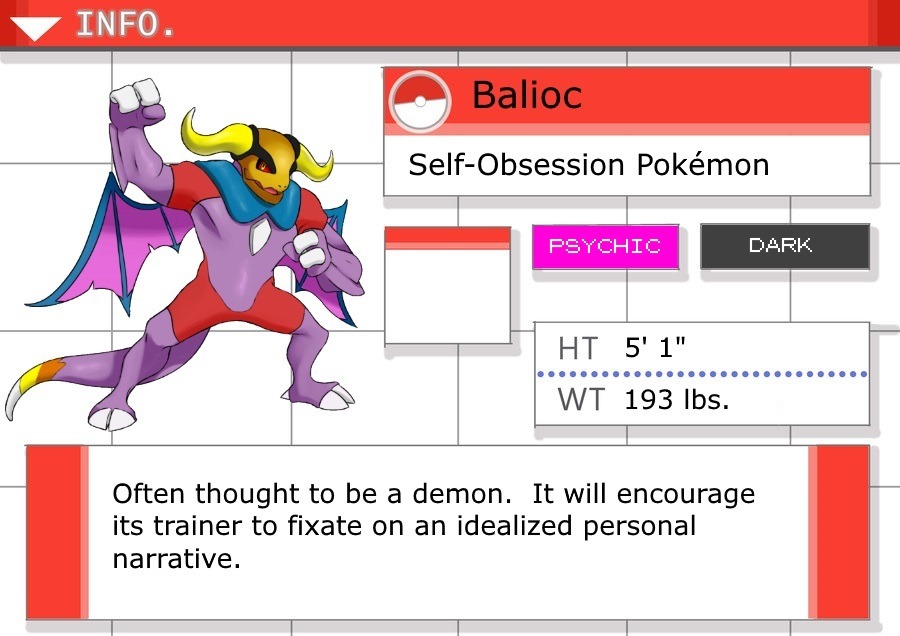 INFO.
Balioc
Self-Obsession Pokémon
PSYCHIC DARK
HT 5' 1"
WT 193 lbs.
Often thought to be a demon.  It will encourage
its trainer to fixate on an idealized personal
narrative.